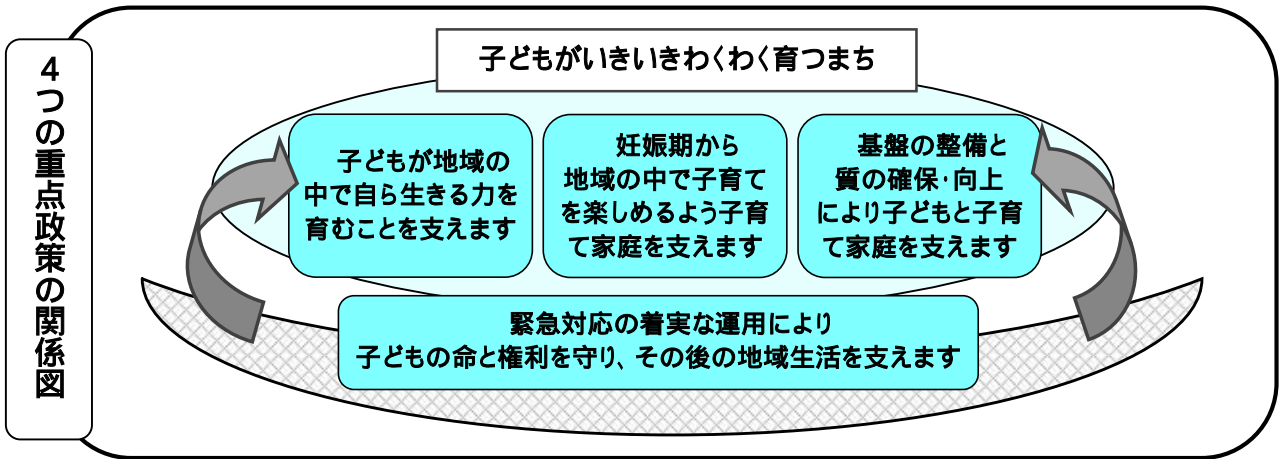 4つの重点政策の関係図
子どもがいきいきわくわく育つまち
子どもが地域の
中で自ら生きる力を
育むことを支えます
妊娠期から
地域の中で子育て
を楽しめるよう子育
て家庭を支えます
基盤の整備と
質の確保・向上
により子どもと子育
て家庭を支えます
緊急対応の着実な運用により
子どもの命と権利を守り、その後の地域生活を支えます